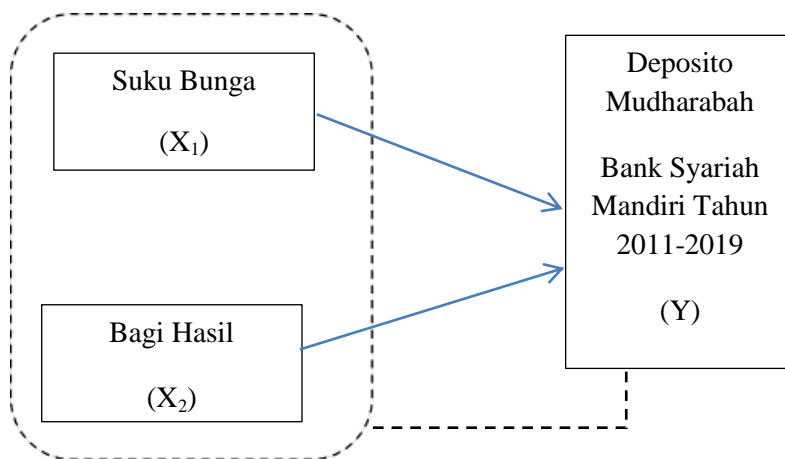 Suku Bunga
(X₁)
Bagi Hasil
(X₂)
Deposito
Mudharabah
Bank Syariah
Mandiri Tahun
2011-2019
(Y)